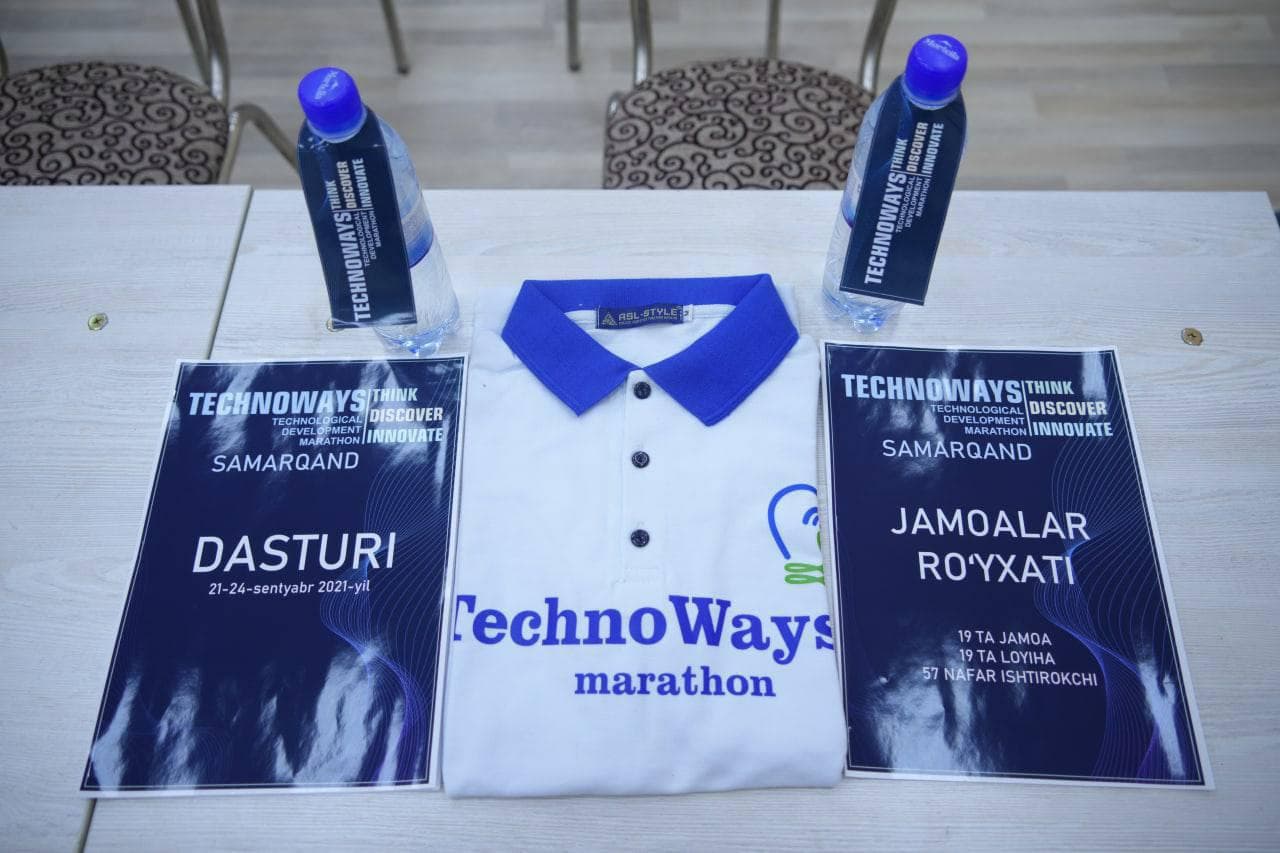 Martella
TECHNOWAYS
TECHNOLOGICAL
DEVELOPMENT
MARATHON
THINK
DISCOVER
INNOVATE
TECHNOWAYS
TECHNOLOGICAL
DEVELOPMENT
MARATHON
THINK
DISCOVER
INNOVATE
ASL-STYLE
TECHNOWAYS
TECHNOLOGICAL
DEVELOPMENT
MARATHON
THINK
DISCOVER
INNOVATE
SAMARQAND
DASTURI
21-24-sentyabr 2021-yil
TechnoWays
marathon
TECHNOWAYS
TECHNOLOGICAL
DEVELOPMENT
MARATHON
THINK
DISCOVER
INNOVATE
SAMARQAND
JAMOALAR
RO‘YXATI
19 TA JAMOA
19 TA LOYIHA
57 NAFAR ISHTIROKCHI